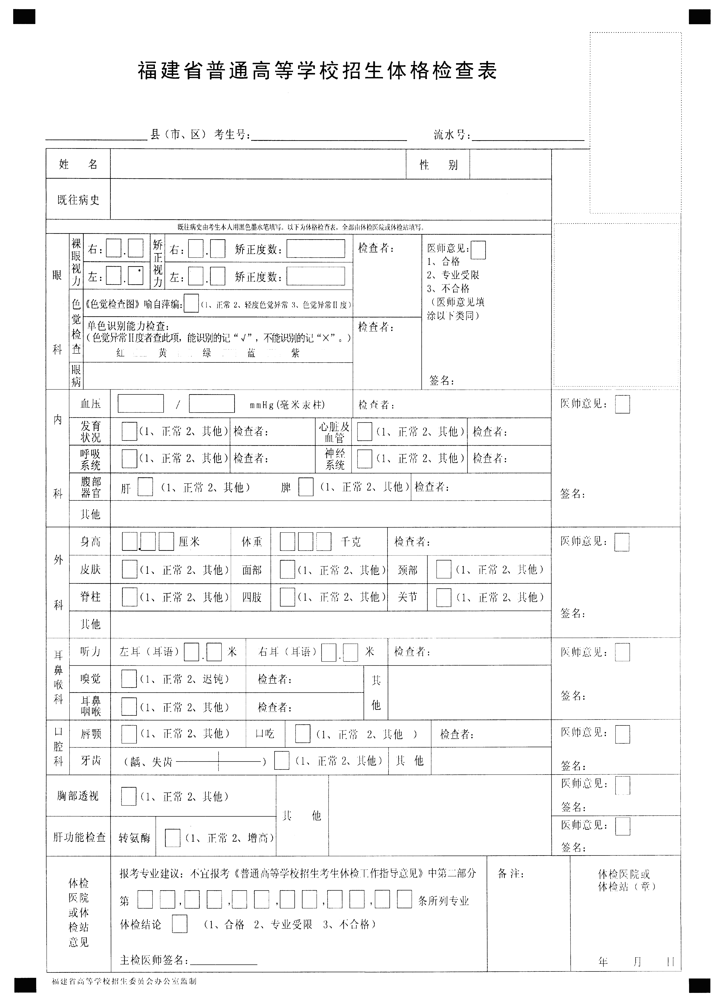 福建省普通高等学校招生体格检查表
县（市、区） 考生号： 流水号：
姓 名 性 别
既往病史
既往病史由考生本人用黑色墨水笔填写。以下为体格检查表，全部由体检医院或体检站填写。
眼科
裸眼视力 右： . 矫正视力 右： . 矫正度数： 检查者：
左： . 左： . 矫正度数：
医师意见：
1、合格
2、专业受限
3、不合格
（医师意见填
涂以下类同）
签名：
色觉检查 《色觉检查图》喻自萍编： （1、正常 2、轻度色觉异常 3、色觉异常Ⅱ度）
单色识别能力检查： 检查者：
（色觉异常Ⅱ度者查此项，能识别的记“√”，不能识别的记“×”。）
红 黄 绿 蓝 紫
眼病
内科
血压 / mmHg(毫米汞柱) 检查者： 医师意见：
发育状况 （1、正常 2、其他） 检查者： 心脏及血管 （1、正常 2、其他） 检查者：
呼吸系统 （1、正常 2、其他） 检查者： 神经系统 （1、正常 2、其他） 检查者：
腹部器官 肝 （1、正常 2、其他） 脾 （1、正常 2、其他） 检查者： 签名：
其他
外科
身高 . 厘米 体重 千克 检查者： 医师意见：
皮肤 （1、正常 2、其他） 面部 （1、正常 2、其他） 颈部 （1、正常 2、其他）
脊柱 （1、正常 2、其他） 四肢 （1、正常 2、其他） 关节 （1、正常 2、其他）
签名：
其他
耳鼻喉科
听力 左耳（耳语） . 米 右耳（耳语） . 米 检查者： 医师意见：
嗅觉 （1、正常 2、迟钝） 检查者： 其他
签名：
耳鼻咽喉 （1、正常 2、其他） 检查者：
口腔科
唇颚 （1、正常 2、其他） 口吃 （1、正常 2、其他 ） 检查者： 医师意见：
牙齿 （龋、失齿 ） （1、正常 2、其他） 其 他 签名：
胸部透视 （1、正常 2、其他） 其 他 医师意见：
签名：
肝功能检查 转氨酶 （1、正常 2、增高） 医师意见：
签名：
体检
医院
或体
检站
意见
报考专业建议：不宜报考《普通高等学校招生考生体检工作指导意见》中第二部分
第 , , , , , 条所列专业
体检结论 （1、合格 2、专业受限 3、不合格）
主检医师签名：
备注：
体检医院或
体检站（章）
年 月 日
福建省高等学校招生委员会办公室监制